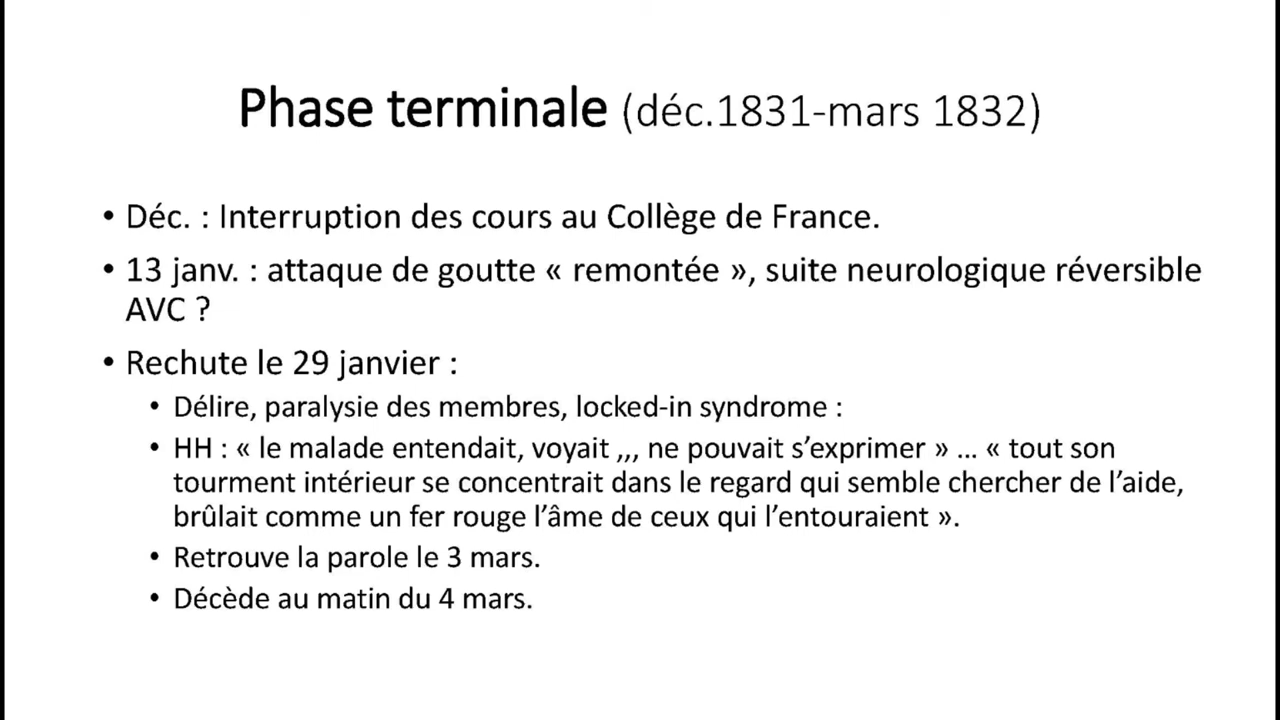 Phase terminale (déc.1831-mars 1832)
• Déc. : Interruption des cours au Collège de France.
• 13 janv. : attaque de goutte « remontée », suite neurologique réversible
AVC ?
• Rechute le 29 janvier :
• Délire, paralysie des membres, locked-in syndrome :
• HH : « le malade entendait, voyait ,,, ne pouvait s’exprimer » … « tout son
tourment intérieur se concentrait dans le regard qui semble chercher de l’aide,
brûlait comme un fer rouge l’âme de ceux qui l’entouraient ».
• Retrouve la parole le 3 mars.
• Décède au matin du 4 mars.